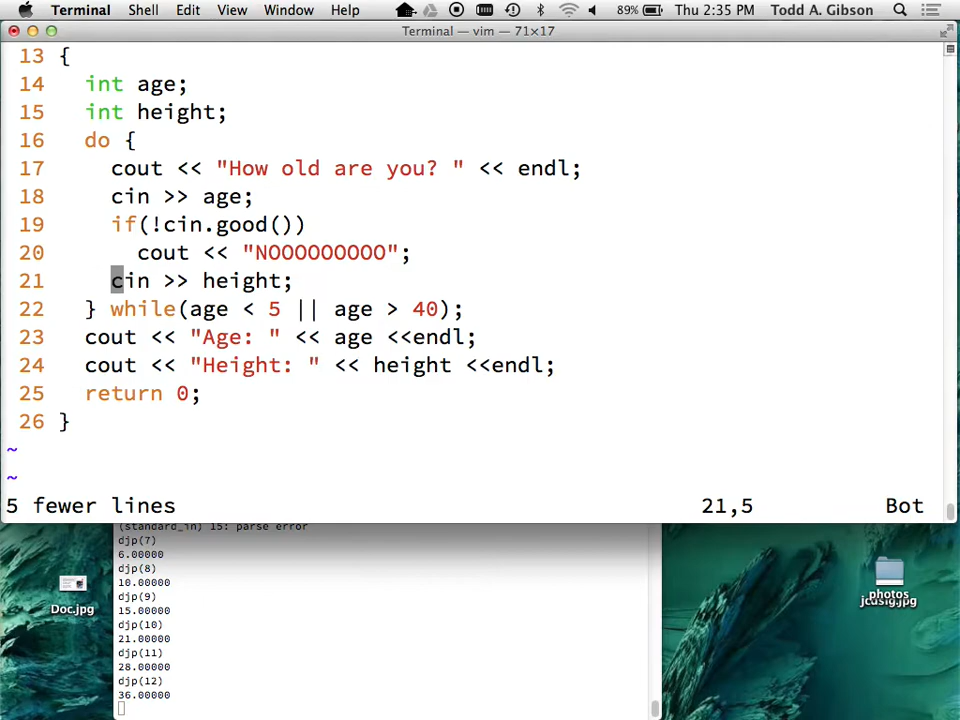 Terminal Shell Edit View Window Help 89% Thu 2:35 PM Todd A. Gibson
Terminal — vim — 71×17
13 {
14 int age;
15 int height;
16 do {
17 cout << "How old are you? " << endl;
18 cin >> age;
19 if(!cin.good())
20 cout << "NOOOOOOOOO";
21 cin >> height;
22 } while(age < 5 || age > 40);
23 cout << "Age: " << age <<endl;
24 cout << "Height: " << height <<endl;
25 return 0;
26 }
~
~
5 fewer lines 21,5 Bot
(standard_in) 15: parse error
djp(7)
6.00000
djp(8)
10.00000
djp(9)
15.00000
djp(10)
21.00000
djp(11)
28.00000
djp(12)
36.00000
Doc.jpg
photos